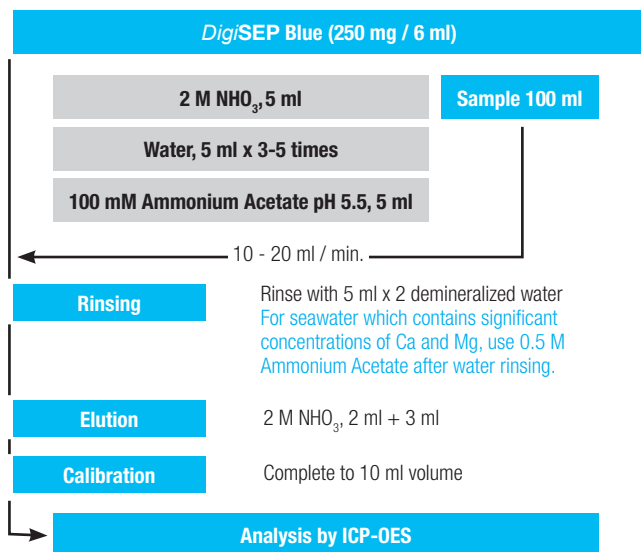 DigiSEP Blue (250 mg / 6 ml)
2 M NHO₃, 5 ml
Sample 100 ml
Water, 5 ml x 3-5 times
100 mM Ammonium Acetate pH 5.5, 5 ml
10 - 20 ml / min.
Rinsing
Rinse with 5 ml x 2 demineralized water
For seawater which contains significant
concentrations of Ca and Mg, use 0.5 M
Ammonium Acetate after water rinsing.
Elution
2 M NHO₃, 2 ml + 3 ml
Calibration
Complete to 10 ml volume
Analysis by ICP-OES